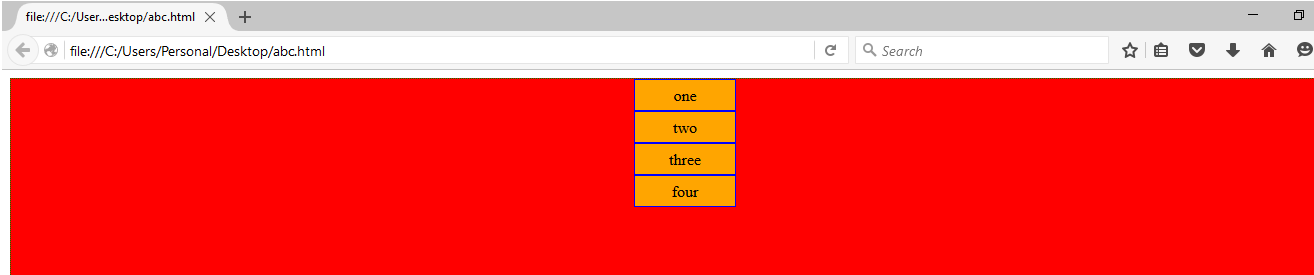 file:///C:/User...esktop/abc.html
file:///C:/Users/Personal/Desktop/abc.html
Search
one
two
three
four